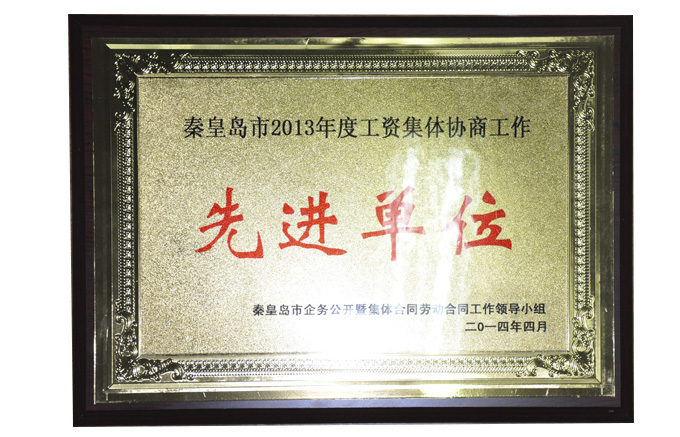 秦皇岛市2013年度工资集体协商工作
先进单位
秦皇岛市企务公开暨集体合同劳动合同工作领导小组
二0一四年四月